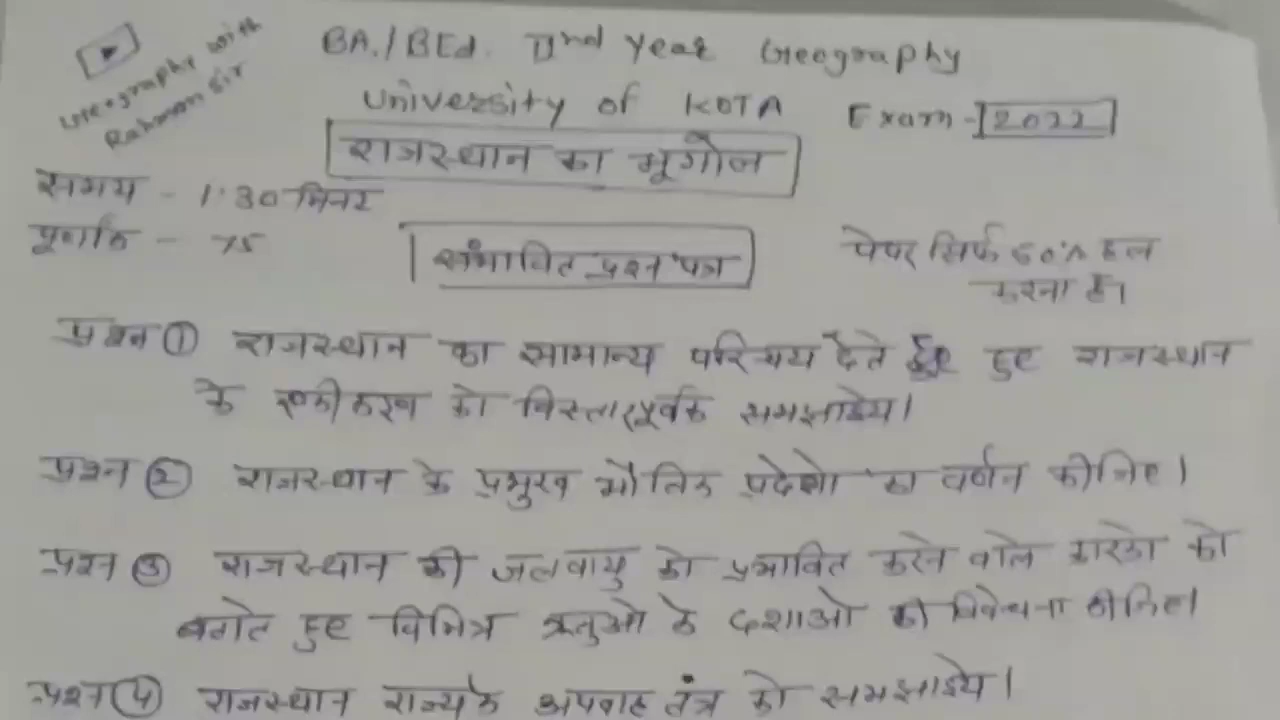 Geography with
Rahman Sir
BA./BEd. IInd Year Geography
University of KOTA Exam-2022
राजस्थान का भूगोल
समय - 1:30 मिनट
पूर्णांक - 75
संभावित प्रश्न पत्र
पेपर सिर्फ 50% हल
करना है।
प्रश्न ① राजस्थान का सामान्य परिचय देते हुए राजस्थान
के एकीकरण को विस्तारपूर्वक समझाइये।
प्रश्न ② राजस्थान के प्रमुख भौतिक प्रदेशो का वर्णन कीजिए।
प्रश्न ③ राजस्थान की जलवायु को प्रभावित करने वाले कारको को
बताते हुए विभिन्न ऋतुओ के दशाओ की विवेचना कीजिए।
प्रश्न ④ राजस्थान राज्य के अपवाह तंत्र को समझाइये।